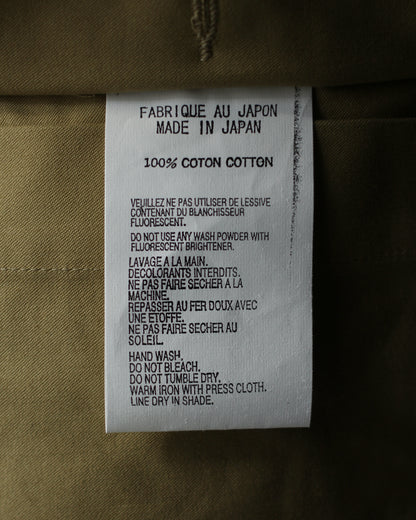 FABRIQUE AU JAPON
MADE IN JAPAN
100% COTON COTTON
VEUILLEZ NE PAS UTILISER DE LESSIVE
CONTENANT DU BLANCHISSEUR
FLUORESCENT.
DO NOT USE ANY WASH POWDER WITH
FLUORESCENT BRIGHTENER.
LAVAGE A LA MAIN.
DECOLORANTS INTERDITS.
NE PAS FAIRE SECHER A LA
MACHINE.
REPASSER AU FER DOUX AVEC
UNE ETOFFE.
NE PAS FAIRE SECHER AU
SOLEIL.
HAND WASH.
DO NOT BLEACH.
DO NOT TUMBLE DRY.
WARM IRON WITH PRESS CLOTH.
LINE DRY IN SHADE.